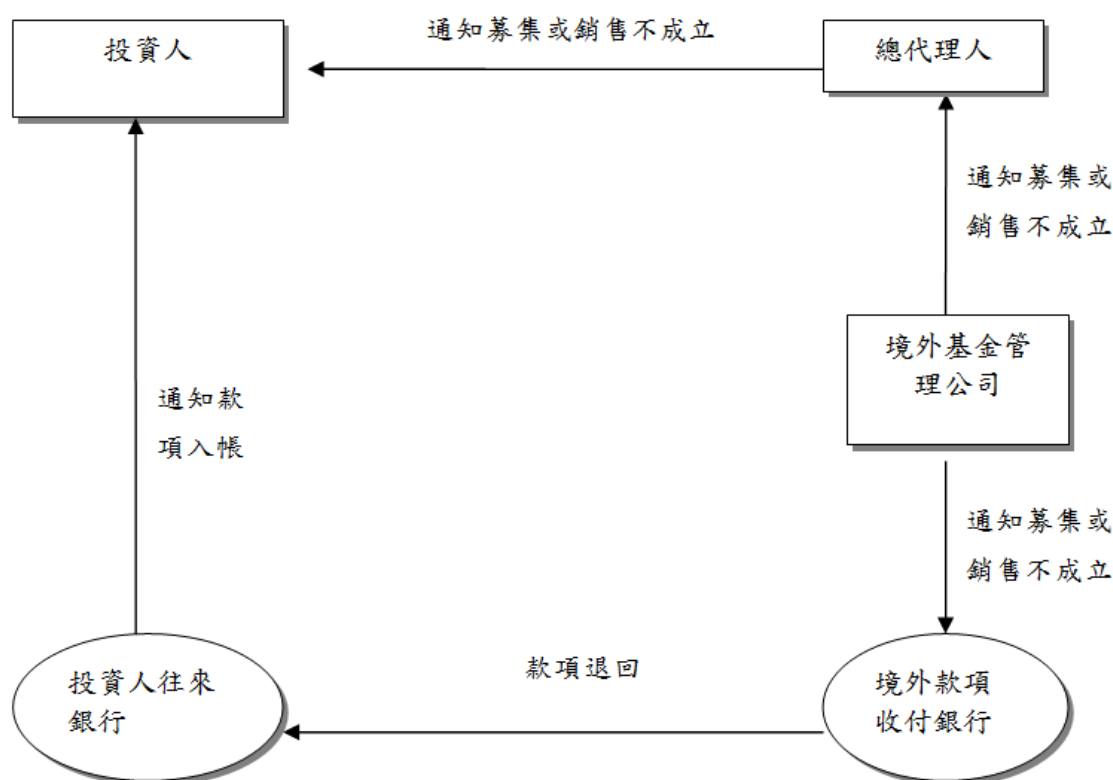 通知募集或銷售不成立
投資人
總代理人
通知募集或
銷售不成立
境外基金管
理公司
通知款
項入帳
通知募集或
銷售不成立
款項退回
投資人往來
銀行
境外款項
收付銀行